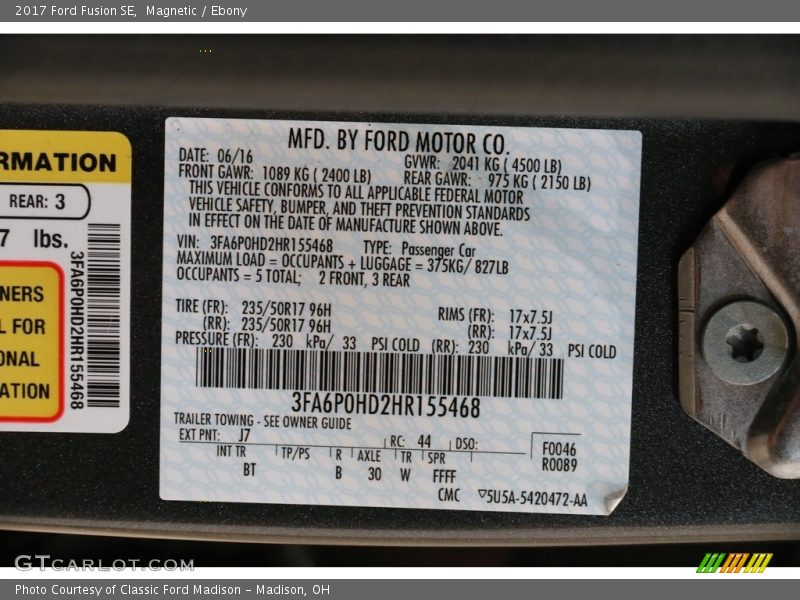 2017 Ford Fusion SE, Magnetic / Ebony
RMATION
REAR: 3
7 lbs.
NERS
L FOR
ONAL
ATION
3FA6P0HD2HR155468
MFD. BY FORD MOTOR CO.
DATE: 06/16 GVWR: 2041 KG ( 4500 LB)
FRONT GAWR: 1089 KG ( 2400 LB) REAR GAWR: 975 KG ( 2150 LB)
THIS VEHICLE CONFORMS TO ALL APPLICABLE FEDERAL MOTOR
VEHICLE SAFETY, BUMPER, AND THEFT PREVENTION STANDARDS
IN EFFECT ON THE DATE OF MANUFACTURE SHOWN ABOVE.
VIN: 3FA6P0HD2HR155468 TYPE: Passenger Car
MAXIMUM LOAD = OCCUPANTS + LUGGAGE = 375KG/ 827LB
OCCUPANTS = 5 TOTAL; 2 FRONT, 3 REAR
TIRE (FR): 235/50R17 96H RIMS (FR): 17x7.5J
(RR): 235/50R17 96H (RR): 17x7.5J
PRESSURE (FR): 230 kPa/ 33 PSI COLD (RR): 230 kPa/ 33 PSI COLD
3FA6P0HD2HR155468
TRAILER TOWING - SEE OWNER GUIDE
EXT PNT: J7 RC: 44 DSO:
INT TR TP/PS R AXLE TR SPR
BT B 30 W FFFF
F0046
R0089
CMC ▽5U5A-5420472-AA
GTCarLot.com
Photo Courtesy of Classic Ford Madison - Madison, OH